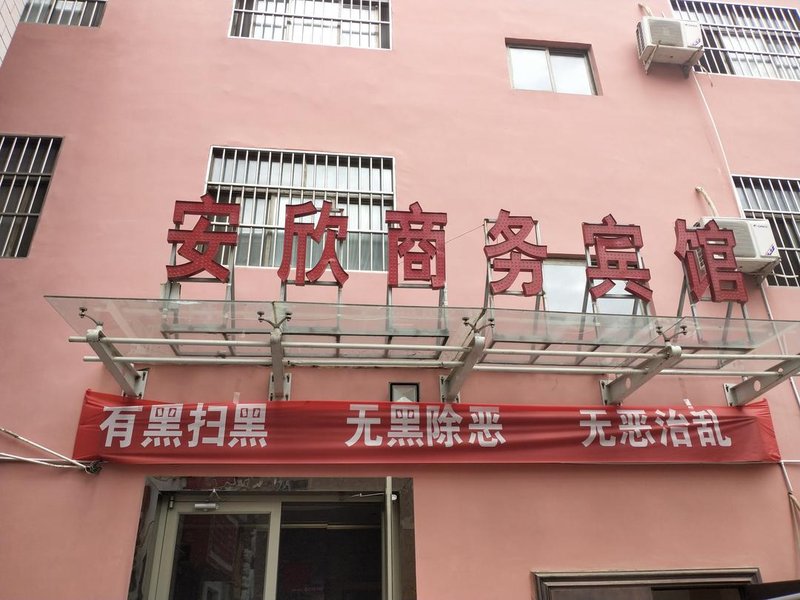 安欣商务宾馆
有黑扫黑 无黑除恶 无恶治乱